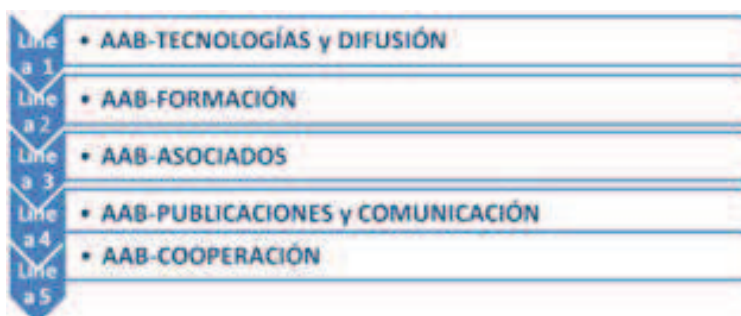 Line
a 1
• AAB-TECNOLOGÍAS y DIFUSIÓN
Line
a 2
• AAB-FORMACIÓN
Line
a 3
• AAB-ASOCIADOS
Line
a 4
• AAB-PUBLICACIONES y COMUNICACIÓN
Line
a 5
• AAB-COOPERACIÓN